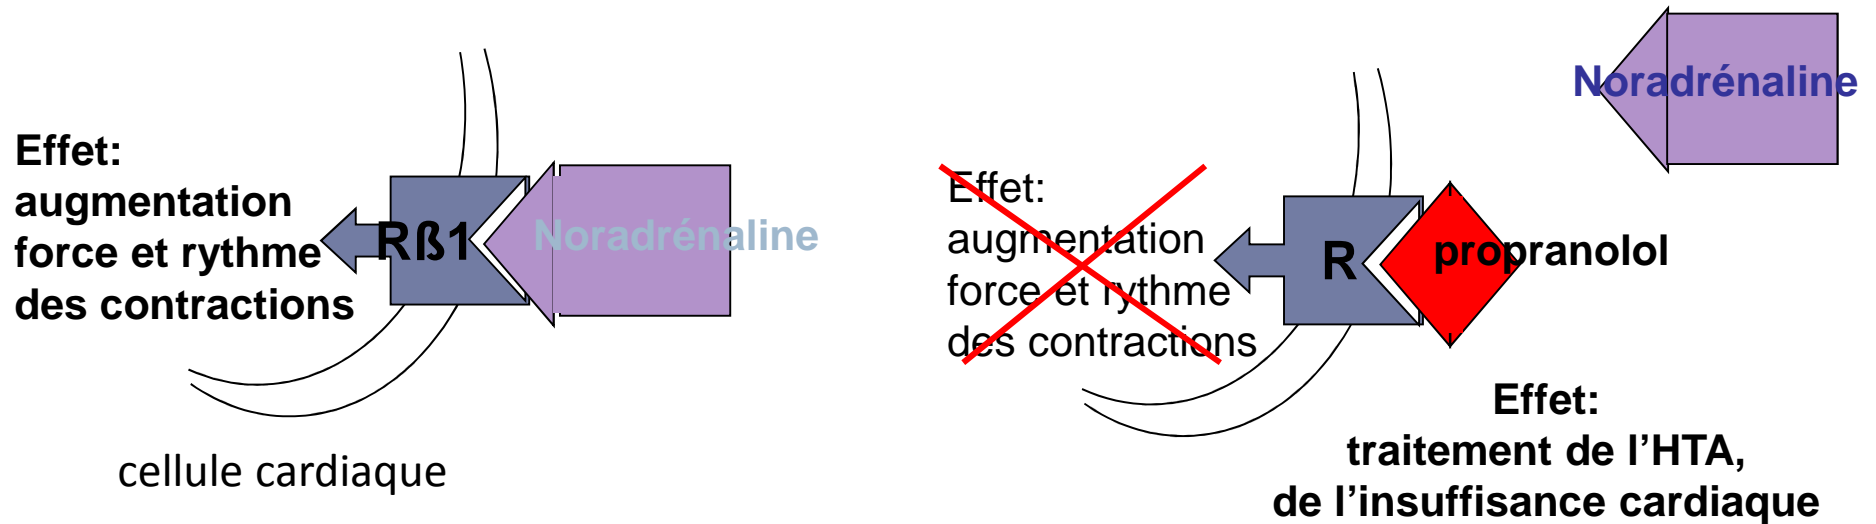 Effet:
augmentation
force et rythme
des contractions
Rß1
Noradrénaline
cellule cardiaque
Noradrénaline
Effet:
augmentation
force et rythme
des contractions
R
propranolol
Effet:
traitement de l’HTA,
de l’insuffisance cardiaque